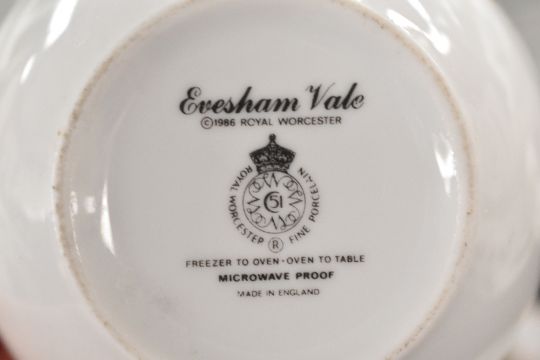 Evesham Vale
©1986 ROYAL WORCESTER
ROYAL WORCESTER ® FINE PORCELAIN
51
FREEZER TO OVEN · OVEN TO TABLE
MICROWAVE PROOF
MADE IN ENGLAND